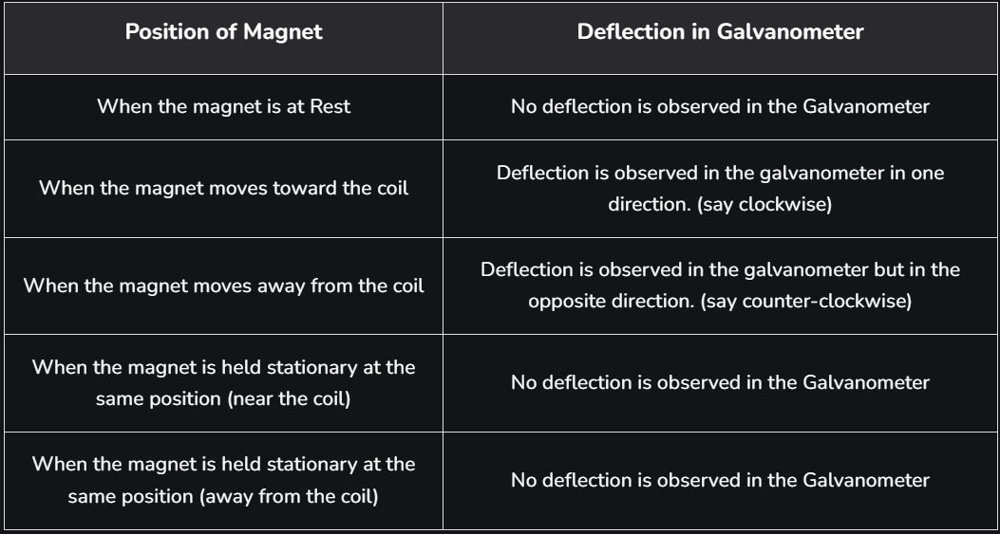 Position of Magnet
Deflection in Galvanometer
When the magnet is at Rest
No deflection is observed in the Galvanometer
When the magnet moves toward the coil
Deflection is observed in the galvanometer in one
direction. (say clockwise)
When the magnet moves away from the coil
Deflection is observed in the galvanometer but in the
opposite direction. (say counter-clockwise)
When the magnet is held stationary at the
same position (near the coil)
No deflection is observed in the Galvanometer
When the magnet is held stationary at the
same position (away from the coil)
No deflection is observed in the Galvanometer